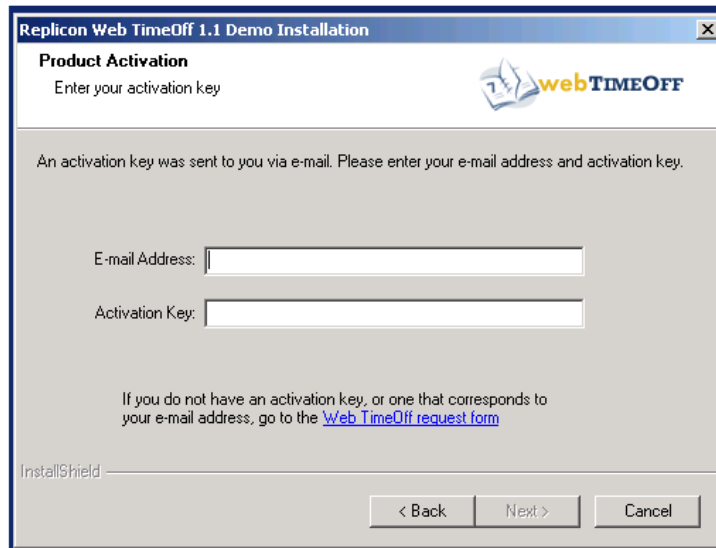 Replicon Web TimeOff 1.1 Demo Installation
Product Activation
Enter your activation key
webTIMEOFF
An activation key was sent to you via e-mail. Please enter your e-mail address and activation key.
E-mail Address:
Activation Key:
If you do not have an activation key, or one that corresponds to
your e-mail address, go to the Web TimeOff request form
InstallShield
< Back Next > Cancel